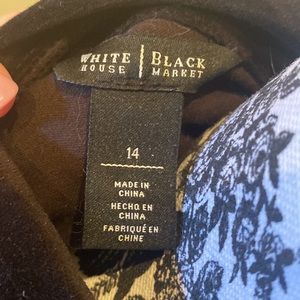 WHITE HOUSE | BLACK MARKET
14
MADE IN
CHINA
HECHO EN
CHINA
FABRIQUÉ EN
CHINE